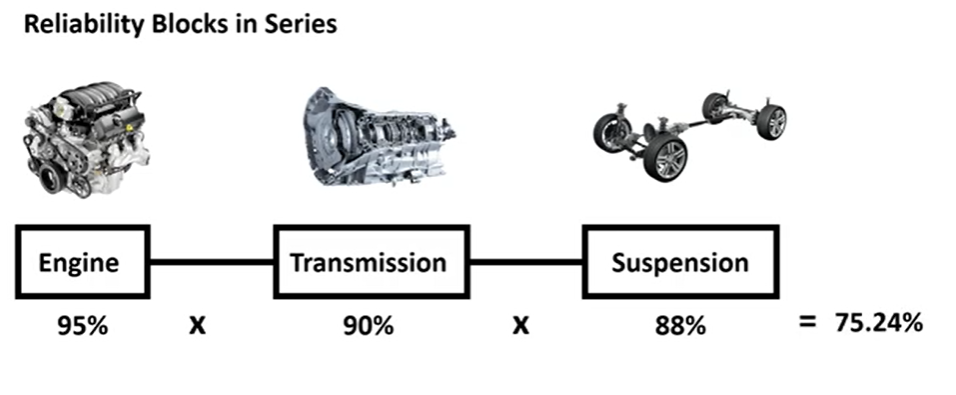 Reliability Blocks in Series
Engine Transmission Suspension
95% x 90% x 88% = 75.24%